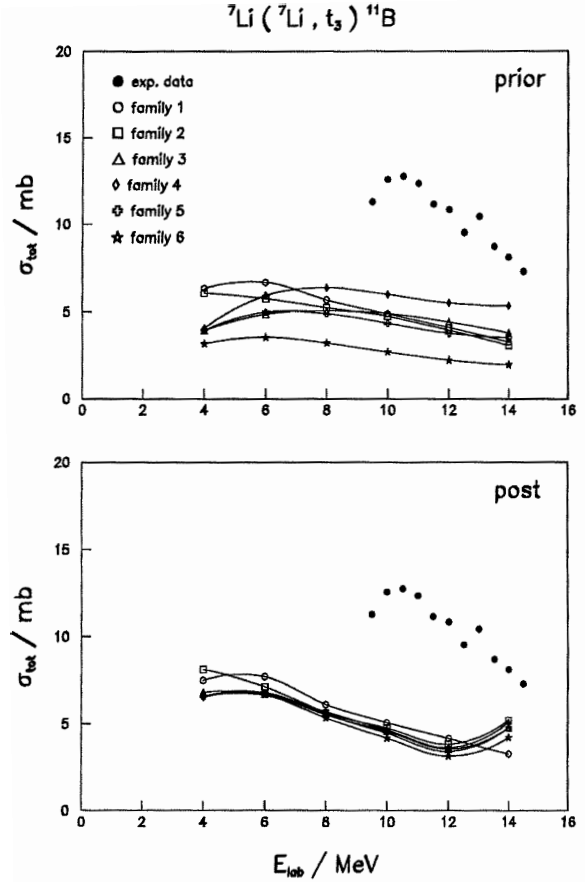 ⁷Li ( ⁷Li , t₃ ) ¹¹B
20
prior
exp. data
family 1
family 2
15
family 3
family 4
family 5
family 6
σtot / mb
10
5
0
0 2 4 6 8 10 12 14 16
20
post
15
σtot / mb
10
5
0
0 2 4 6 8 10 12 14 16
Elab / MeV